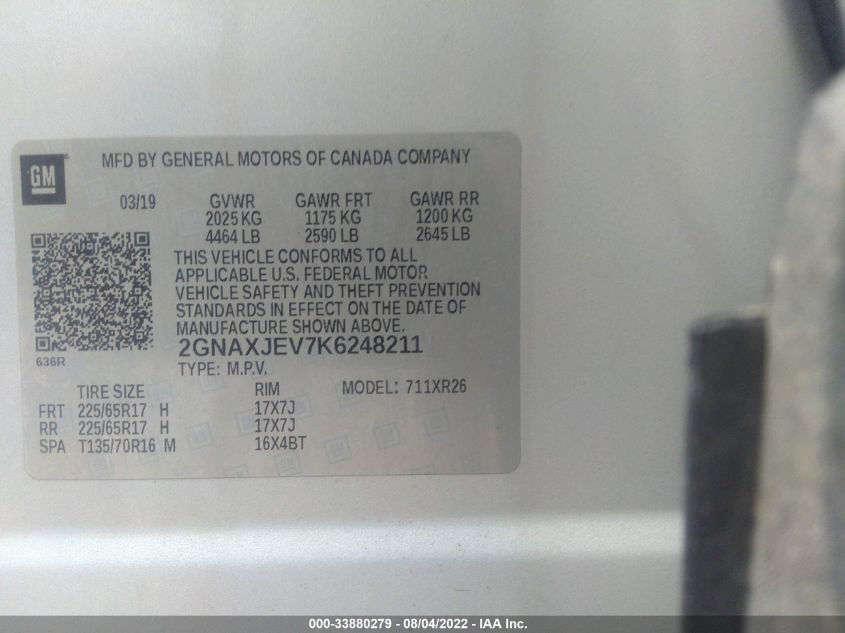 GM
MFD BY GENERAL MOTORS OF CANADA COMPANY
03/19 GVWR GAWR FRT GAWR RR
2025 KG 1175 KG 1200 KG
4464 LB 2590 LB 2645 LB
THIS VEHICLE CONFORMS TO ALL
APPLICABLE U.S. FEDERAL MOTOR
VEHICLE SAFETY AND THEFT PREVENTION
STANDARDS IN EFFECT ON THE DATE OF
MANUFACTURE SHOWN ABOVE.
636R
2GNAXJEV7K6248211
TYPE: M.P.V.
TIRE SIZE RIM MODEL: 711XR26
FRT 225/65R17 H 17X7J
RR 225/65R17 H 17X7J
SPA T135/70R16 M 16X4BT
000-33880279 - 08/04/2022 - IAA Inc.